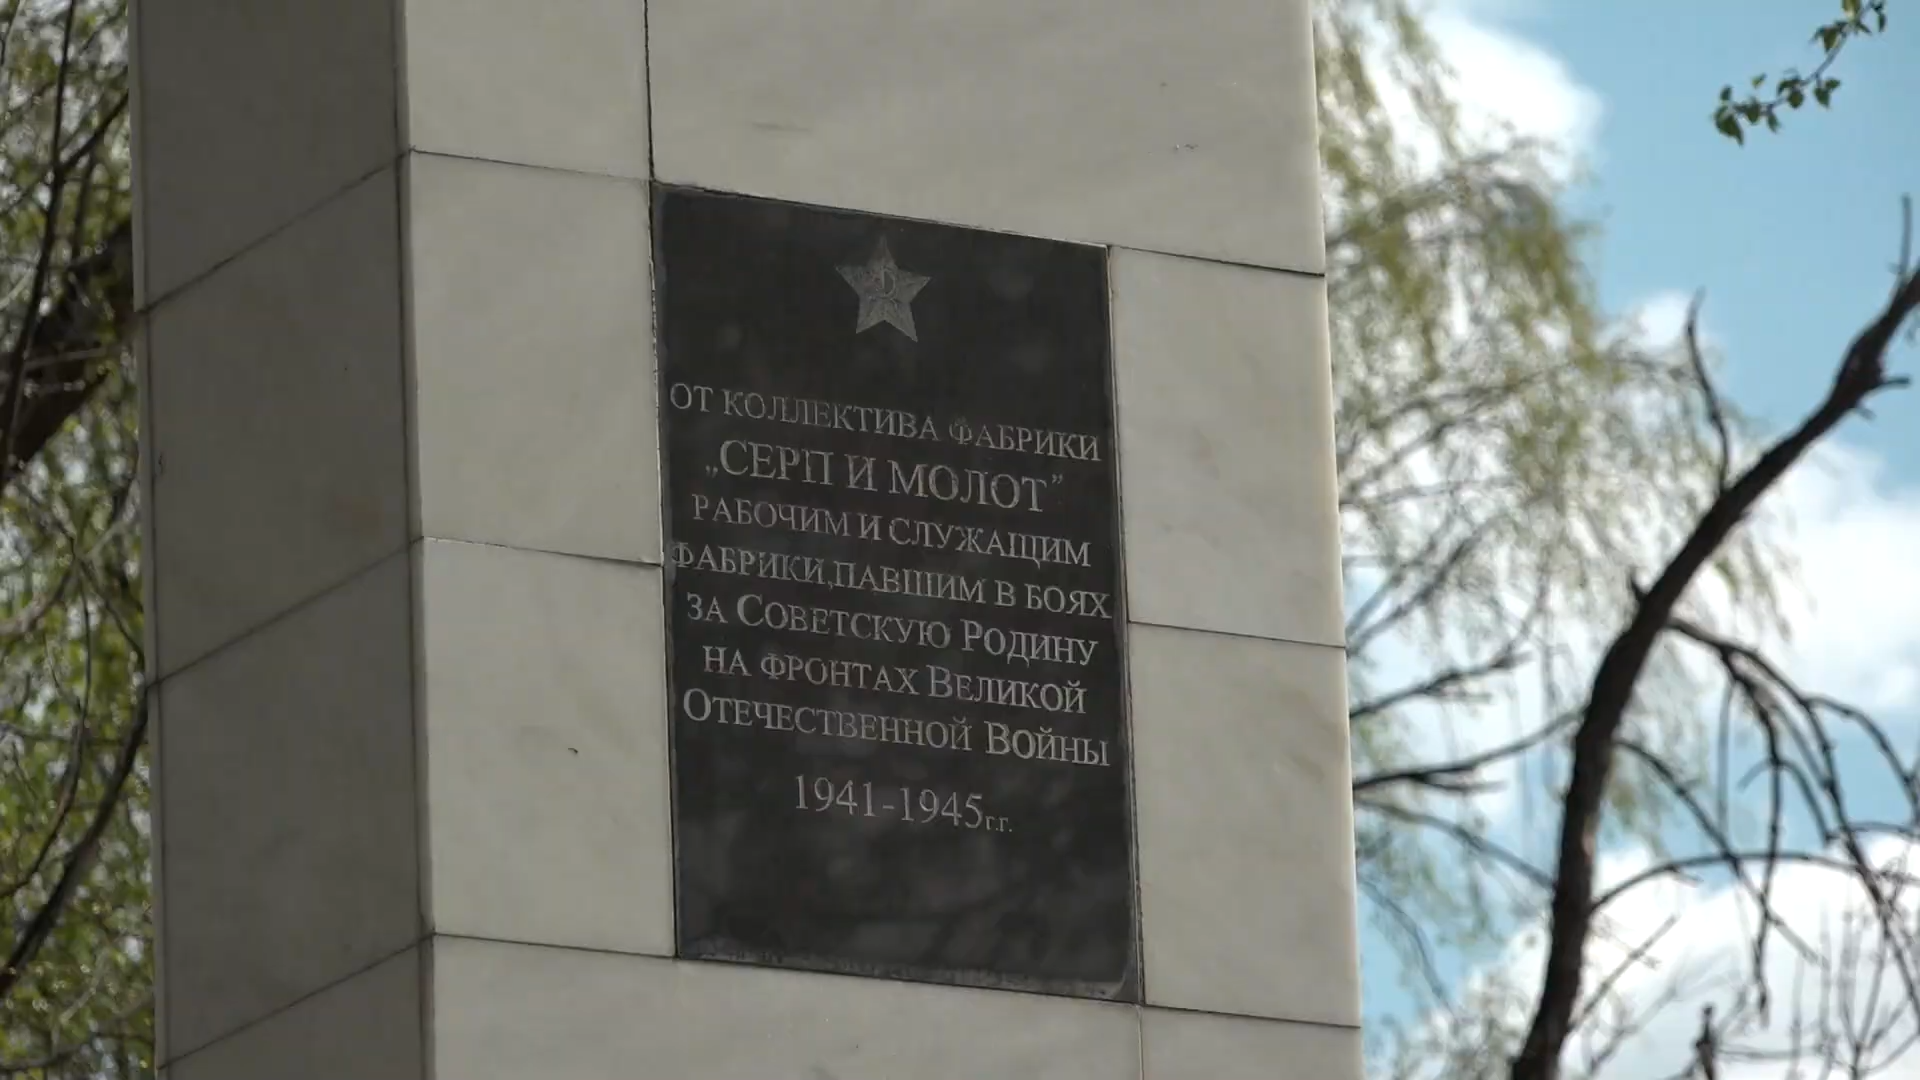 ОТ КОЛЛЕКТИВА ФАБРИКИ
„СЕРП И МОЛОТ”
РАБОЧИМ И СЛУЖАЩИМ
ФАБРИКИ,ПАВШИМ В БОЯХ
ЗА СОВЕТСКУЮ РОДИНУ
НА ФРОНТАХ ВЕЛИКОЙ
ОТЕЧЕСТВЕННОЙ ВОЙНЫ
1941-1945г.г.